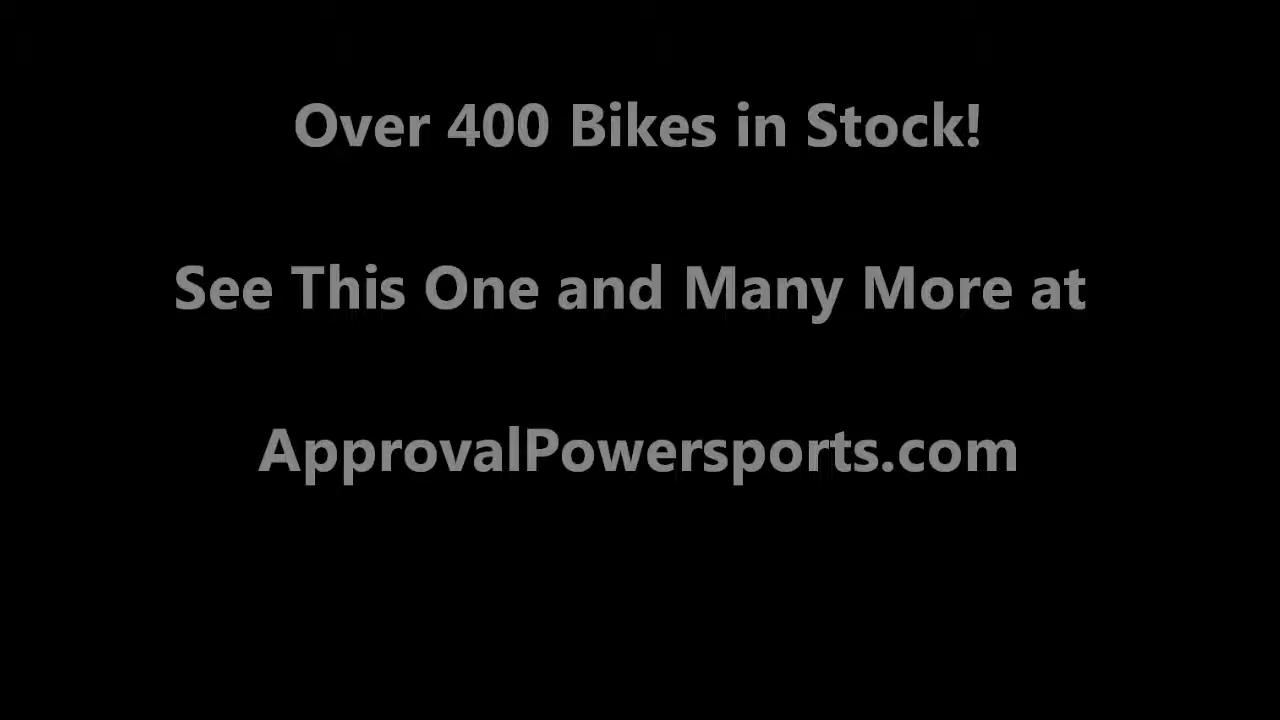 Over 400 Bikes in Stock!
See This One and Many More at
ApprovalPowersports.com